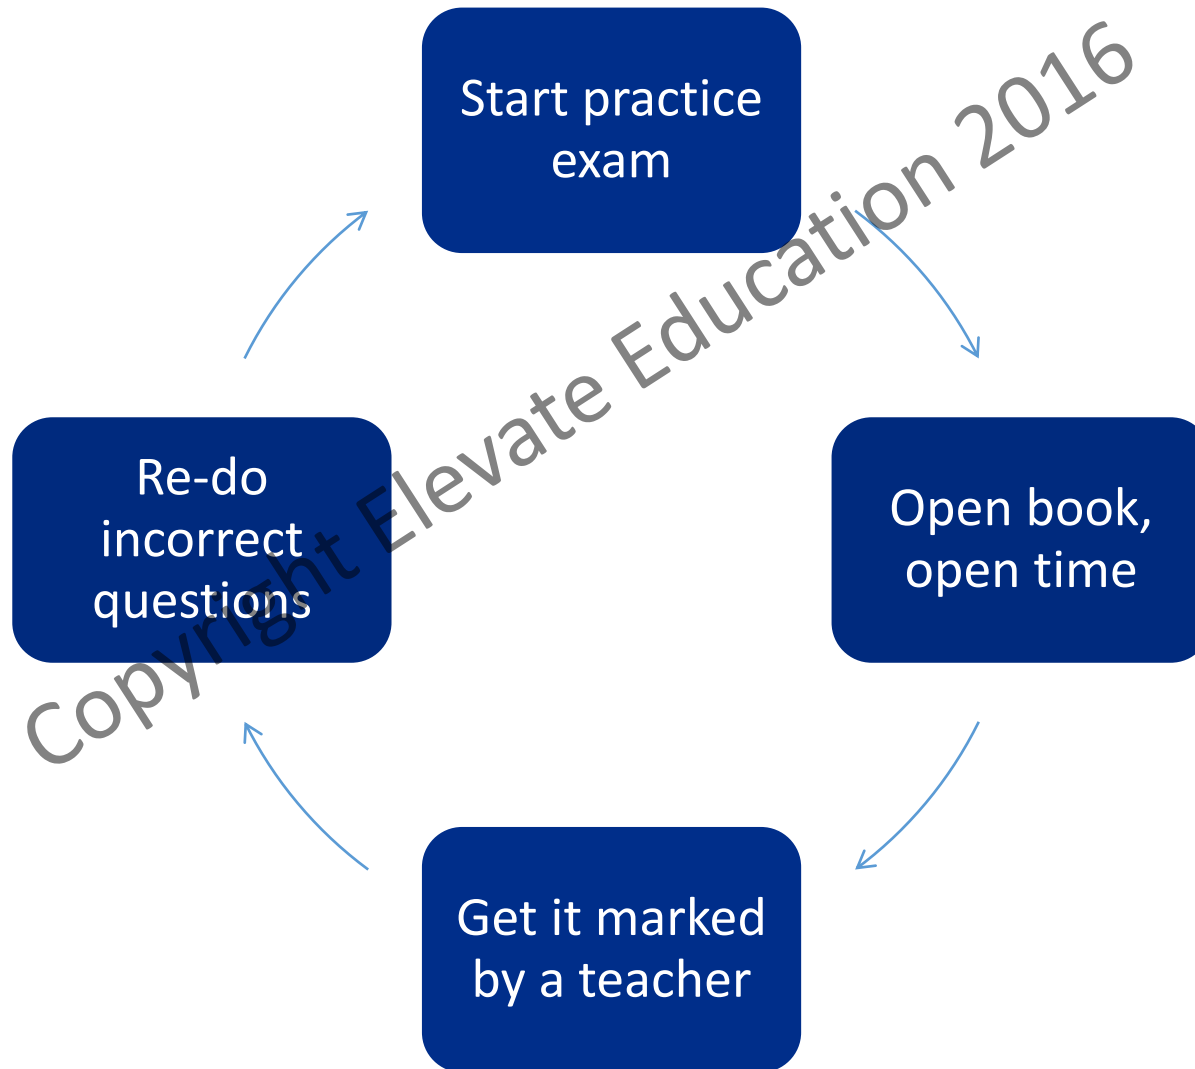 Start practice
exam
Open book,
open time
Get it marked
by a teacher
Re-do
incorrect
questions
Copyright Elevate Education 2016